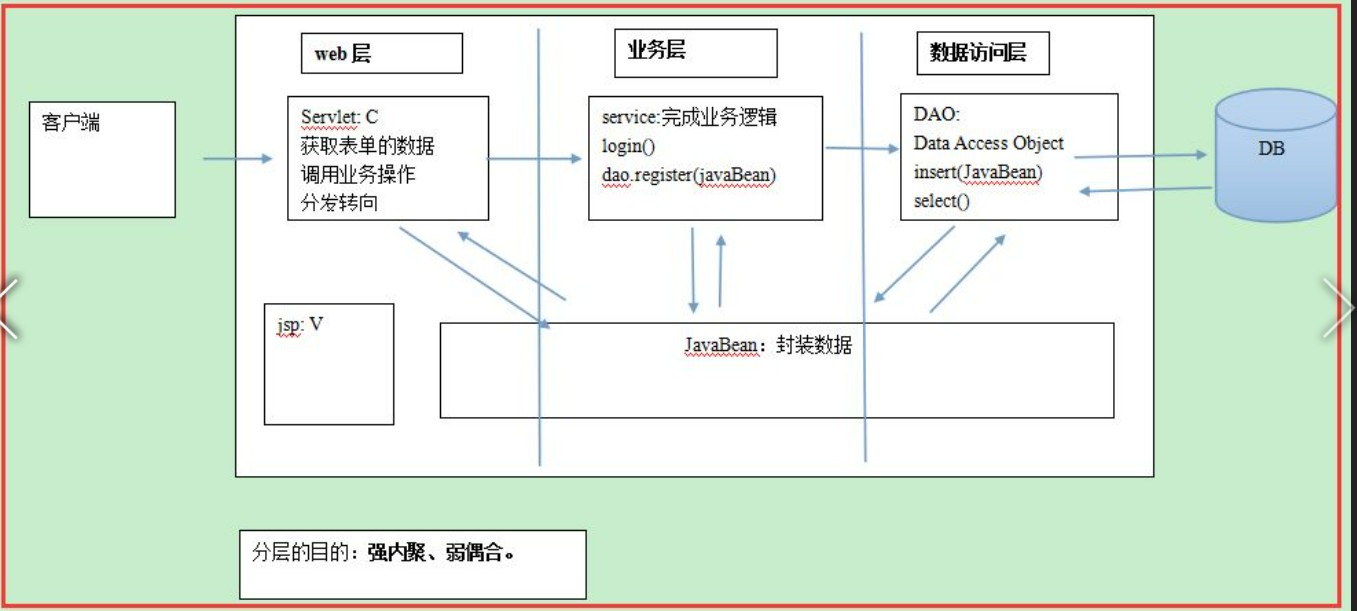 web 层
业务层
数据访问层
客户端
Servlet: C
获取表单的数据
调用业务操作
分发转向
service:完成业务逻辑
login()
dao.register(javaBean)
DAO:
Data Access Object
insert(JavaBean)
select()
DB
jsp: V
JavaBean：封装数据
分层的目的：强内聚、弱偶合。